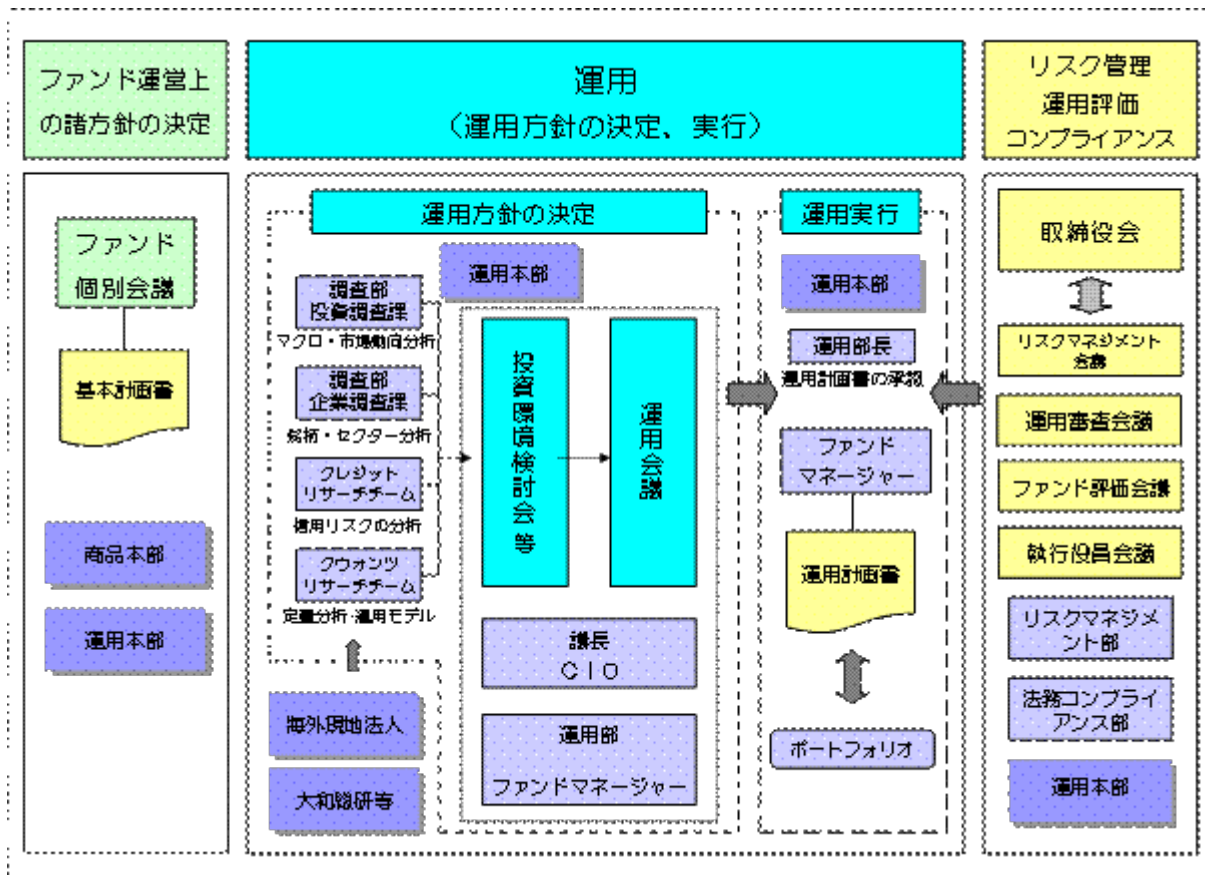 ファンド運営上
の諸方針の決定
運用
（運用方針の決定、実行）
リスク管理
運用評価
コンプライアンス
ファンド
個別会議
基本計画書
商品本部
運用本部
運用方針の決定
運用本部
調査部
投資調査課
マクロ・市場動向分析
調査部
企業調査課
銘柄・セクター分析
クレジット
リサーチチーム
信用リスクの分析
クウォンツ
リサーチチーム
定量分析・運用モデル
海外現地法人
大和総研等
投資環境検討会等
運用会議
議長
CIO
運用部
ファンドマネージャー
運用実行
運用本部
運用部長
運用計画書の承認
ファンド
マネージャー
運用計画書
ポートフォリオ
取締役会
リスクマネジメント
会議
運用審査会議
ファンド評価会議
執行役員会議
リスクマネジメ
ント部
法務コンプライ
アンス部
運用本部